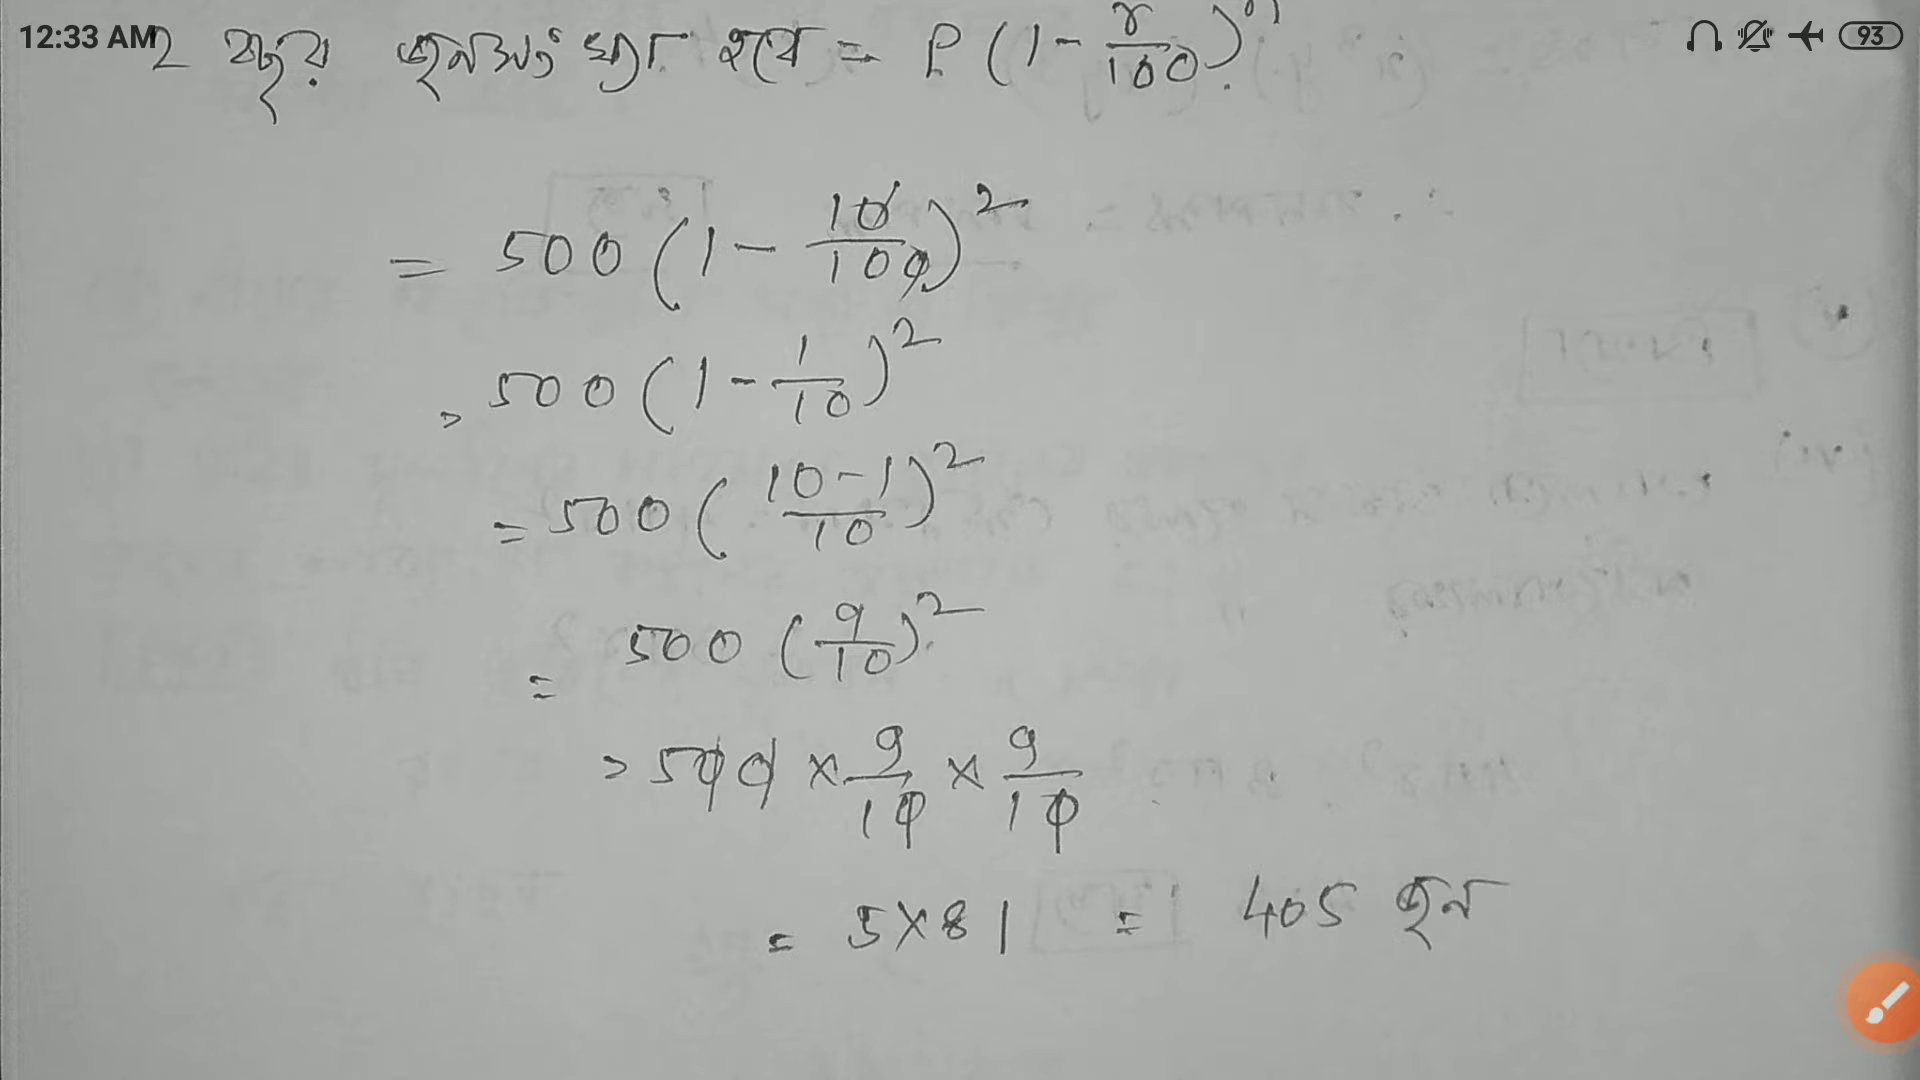 12:33 AM 93
2 বছর জনসংখ্যা হবে = P (1 - r/100)ⁿ
= 500 (1 - 10/100)²
= 500 (1 - 1/10)²
= 500 (10-1/10)²
= 500 (9/10)²
= 500 × 9/10 × 9/10
= 5×81 = 405 জন